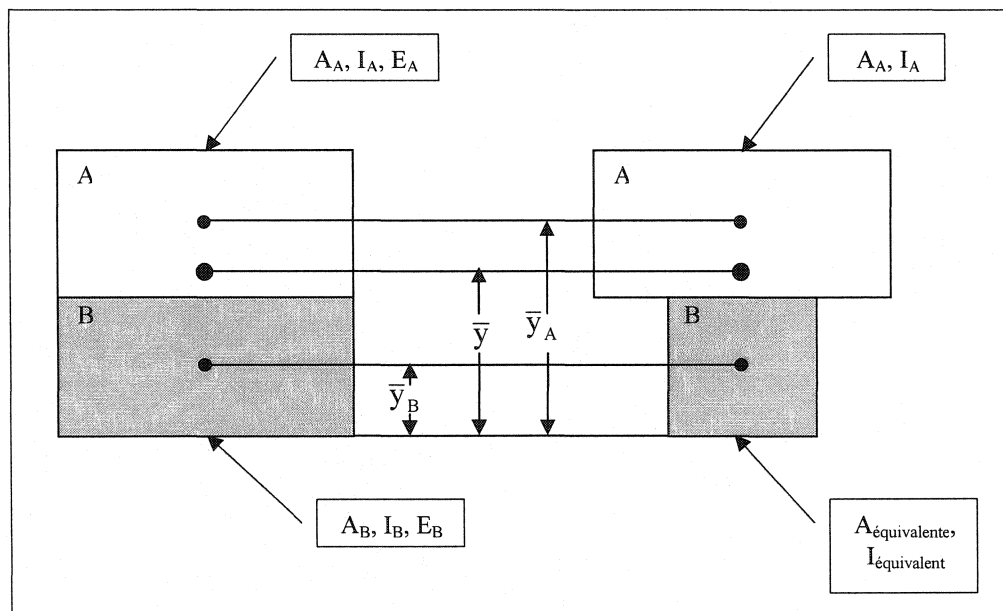 A_A, I_A, E_A
A_A, I_A
A
A
B
B
ȳ
ȳ_A
ȳ_B
A_B, I_B, E_B
A_équivalente,
I_équivalent